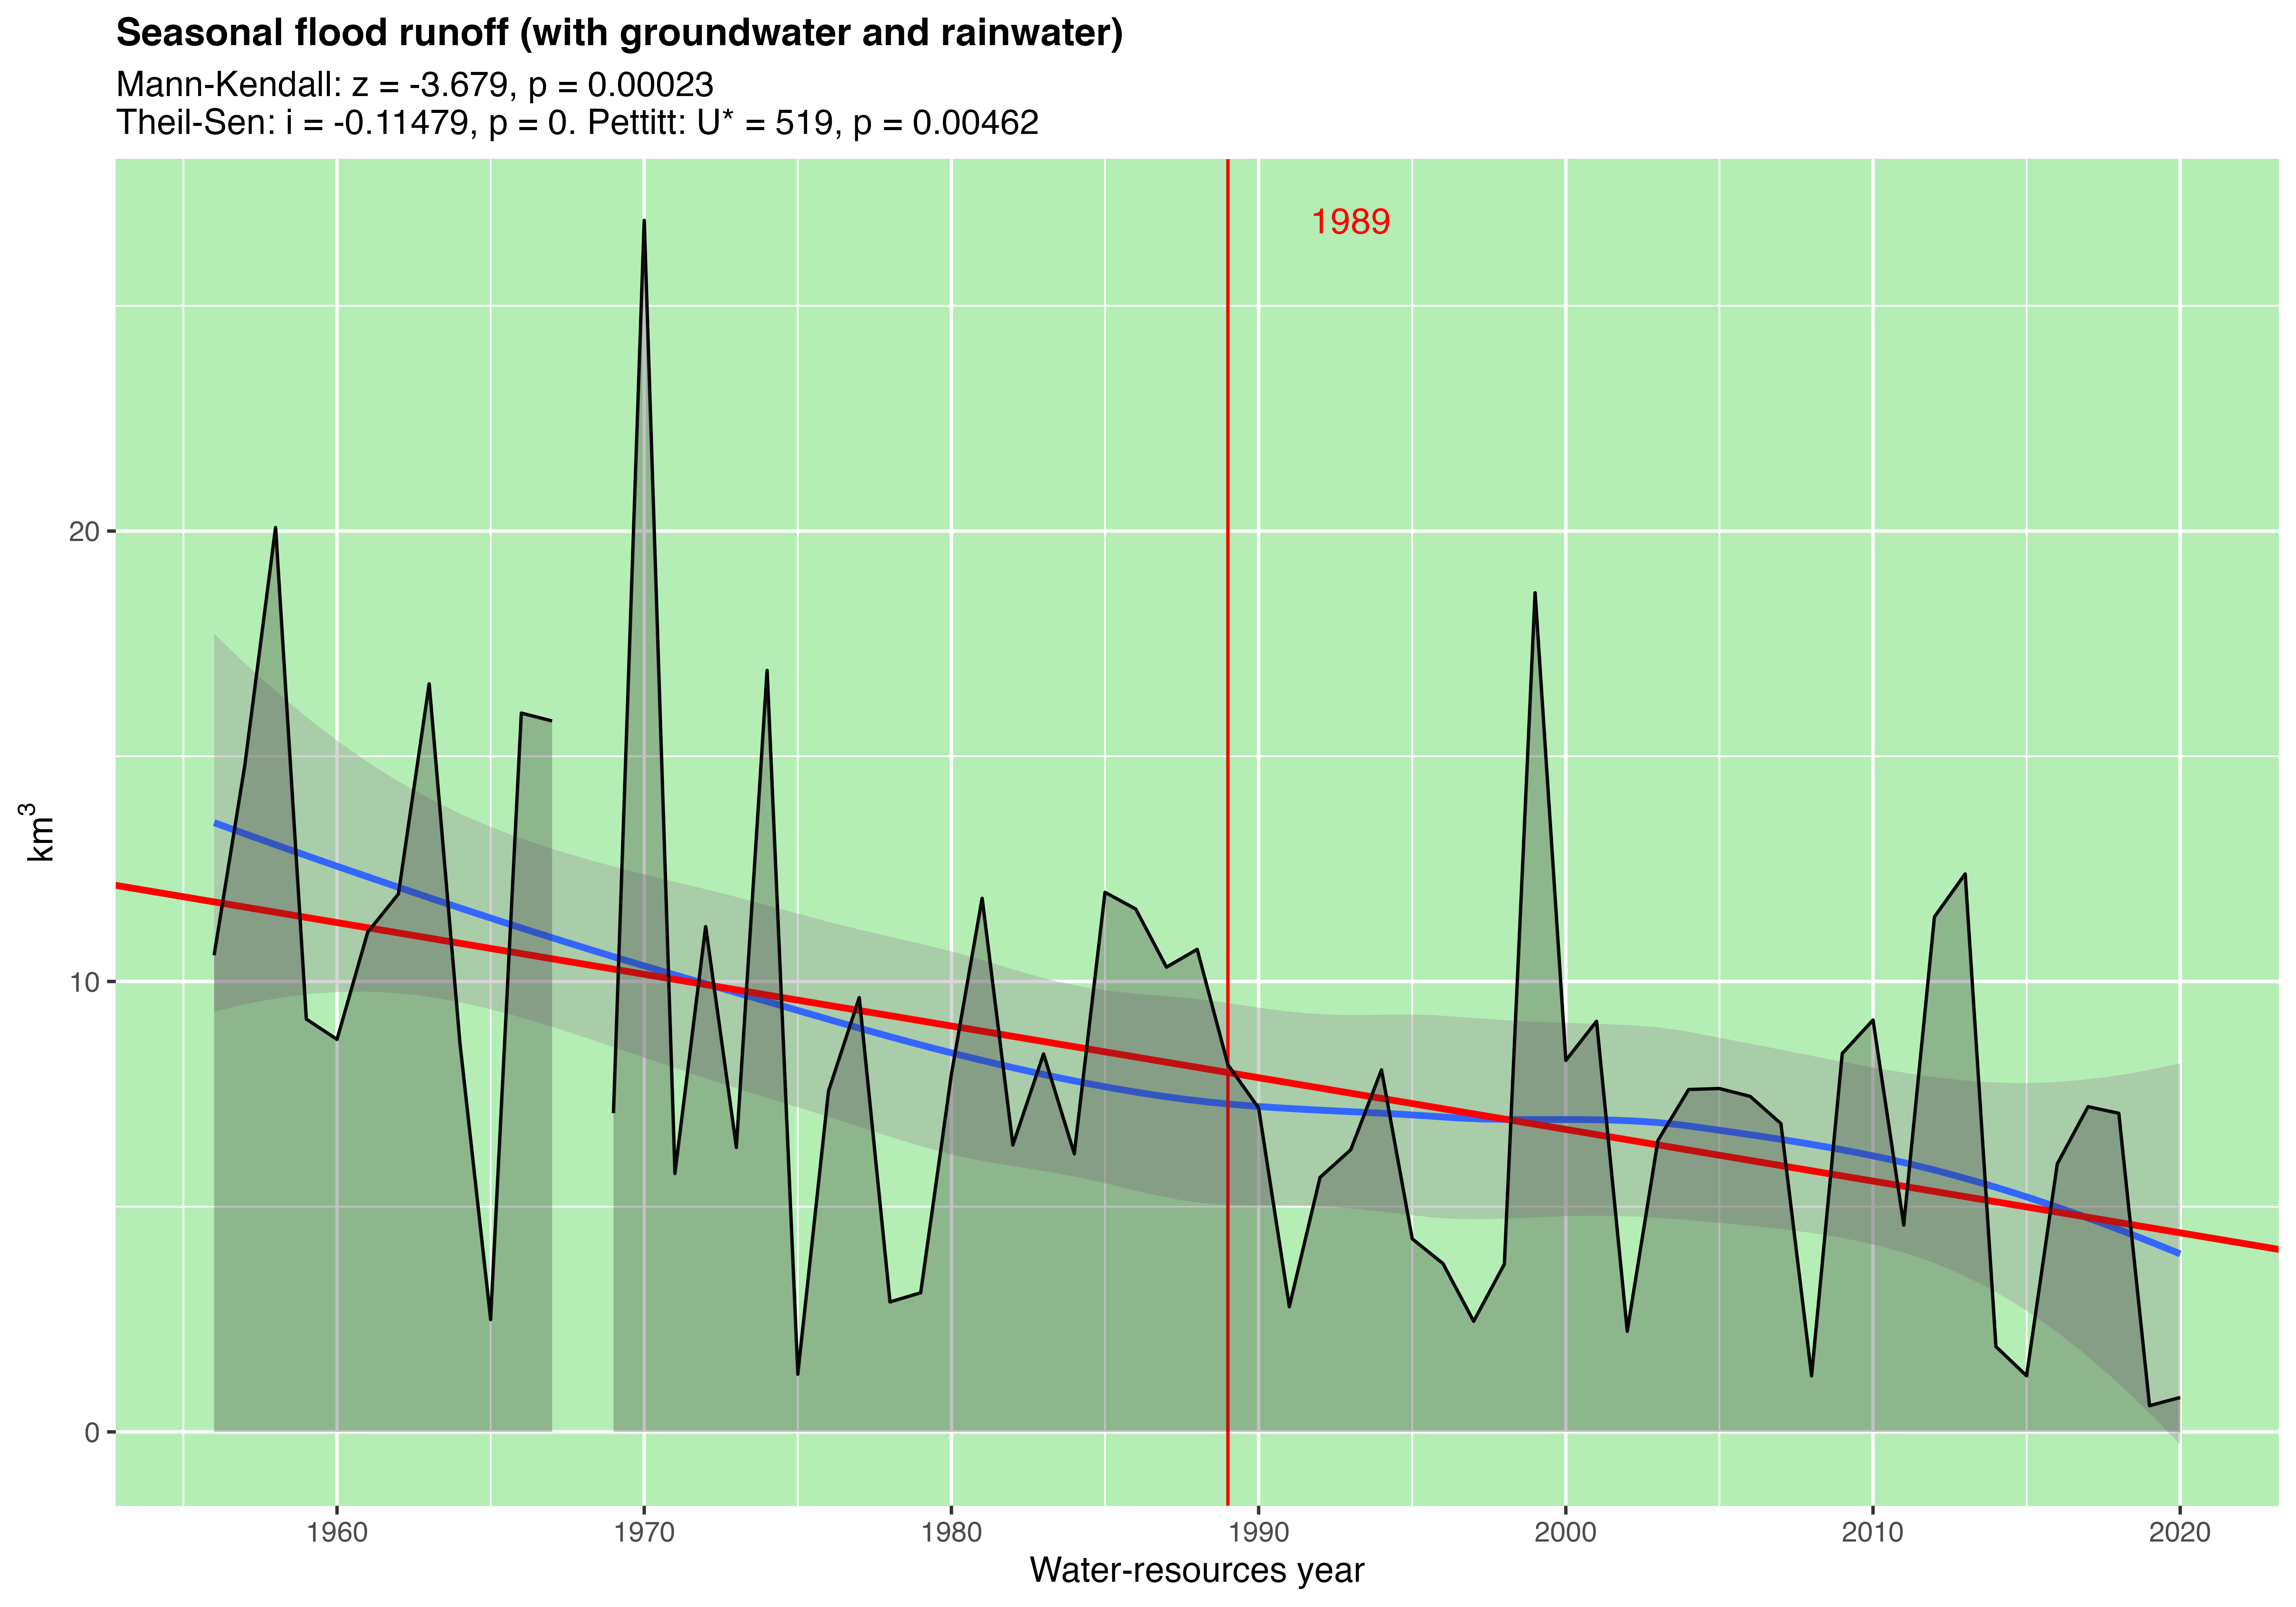 Seasonal flood runoff (with groundwater and rainwater)
Mann-Kendall: z = -3.679, p = 0.00023
Theil-Sen: i = -0.11479, p = 0. Pettitt: U* = 519, p = 0.00462
1989
20
10
0
km³
1960 1970 1980 1990 2000 2010 2020
Water-resources year